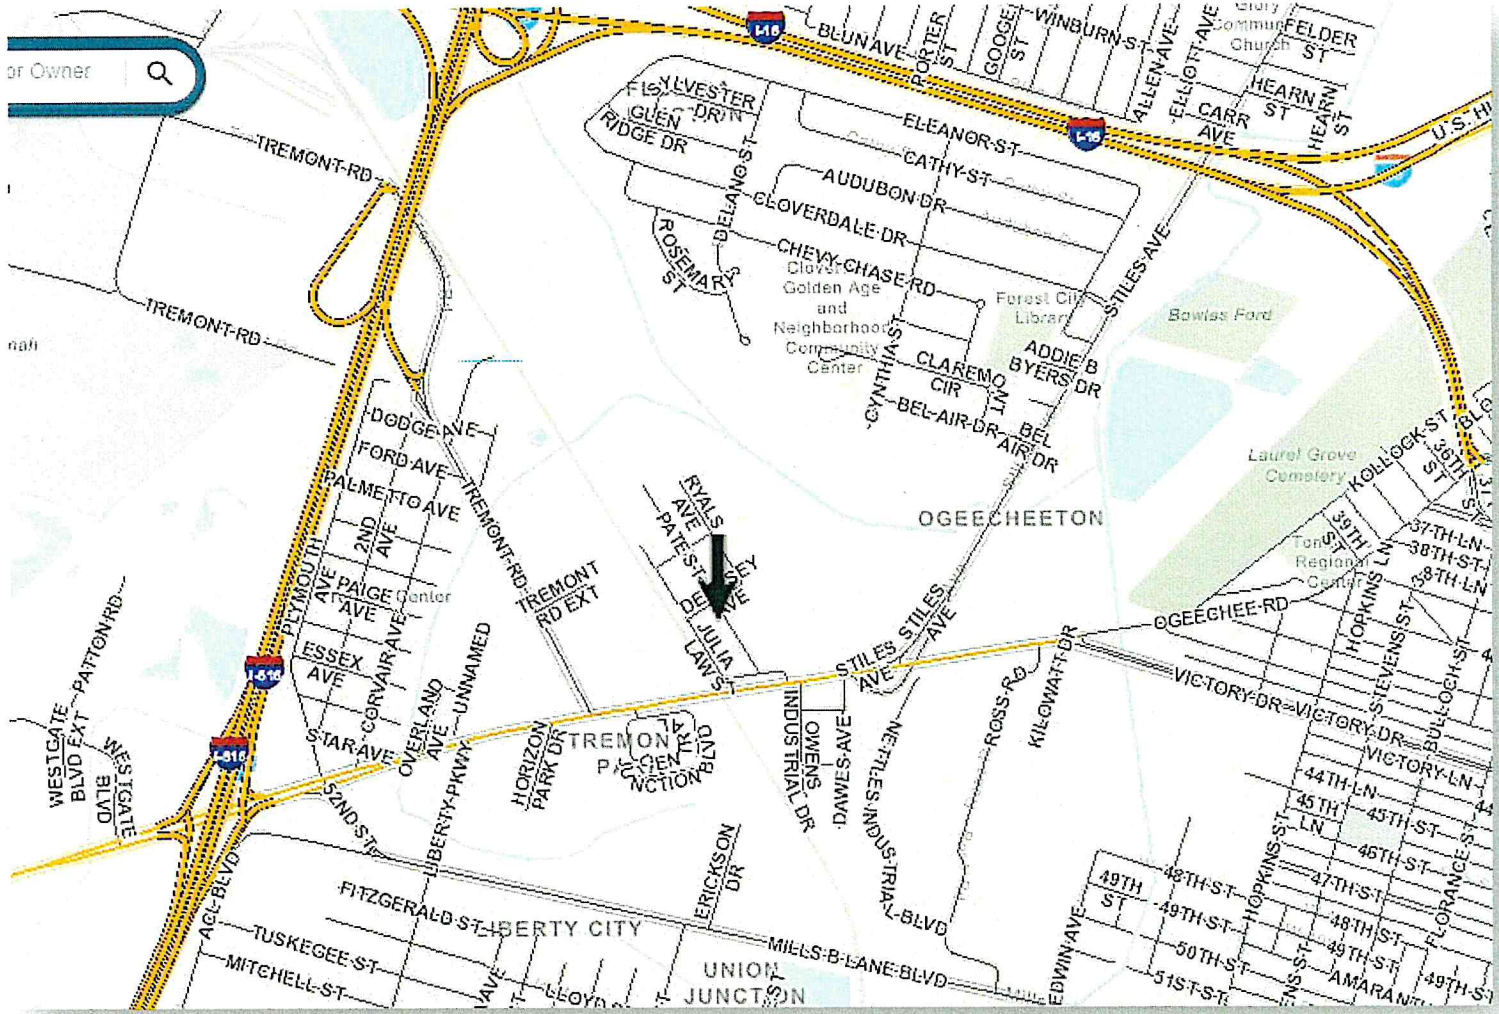 or Owner
I-16
BLUN AVE
PORTER
ST
GOOGE
ST
WINBURN ST
ALLEN AVE
ELLIOTT AVE
Glory
Commun
Church
FELDER
ST
HEARN
ST
HEARN
ST
CARR
AVE
U.S. HI
I-16
SYLVESTER
DR
GLEN
RIDGE DR
DELANO ST
ELEANOR ST
CATHY ST
AUDUBON DR
CLOVERDALE DR
CHEVY CHASE RD
ROSEMARY
ST
Golden Age
and
Neighborhood
Community
Center
Forest City
Library
STILES AVE
Bowles Ford
ADDIE B
BYERS DR
CYNTHIA ST
CLAREMO
NT
CIR
BEL AIR DR
BEL
AIR DR
TREMONT RD
TREMONT RD
nah
DODGE AVE
FORD AVE
PALMETTO AVE
2ND
AVE
PLYMOUTH
AVE
PAIGE
AVE
Center
ESSEX
AVE
CORVAIR AVE
STAR AVE
TREMONT RD
TREMONT
RD EXT
RYALS
AVE
PATE ST
AVE
JULIA
LAW ST
OGEECHEETON
STILES
AVE
STILES
AVE
OGEECHEE RD
Laurel Grove
Cemetery
KOLLOCK ST
36TH
ST
39TH
ST
37TH LN
38TH ST
38TH LN
Regional
Center
HOPKINS LN
STEVENS ST
BULLOCH ST
VICTORY DR
VICTORY DR
VICTORY LN
44TH LN
45TH
LN
45TH ST
46TH ST
47TH ST
48TH ST
49TH ST
49TH ST
AMARANTH
HOPKINS ST
FLORANCE ST
48TH ST
49TH
ST
49TH ST
50TH ST
51ST ST
EDWIN AVE
KILOWATT DR
ROSS RD
NETTLES INDUSTRIAL BLVD
DAWES AVE
OWENS
INDUSTRIAL DR
TREMON
JUNCTION BLVD
HORIZON
PARK DR
UNNAMED
OVERLAND
AVE
LIBERTY PKWY
I-516
I-516
PATTON RD
WESTGATE
BLVD EXT
WESTGATE
BLVD
52ND ST
ACL BLVD
FITZGERALD ST
LIBERTY CITY
TUSKEGEE ST
MITCHELL ST
ERICKSON
DR
MILLS B LANE BLVD
UNION
JUNCTION